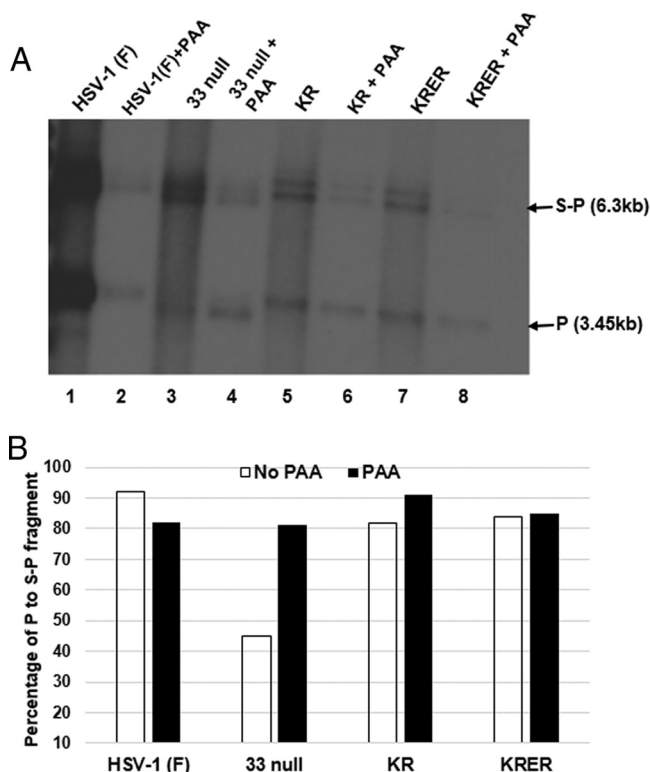 A
HSV-1 (F)
HSV-1(F)+PAA
33 null
33 null +
PAA
KR
KR + PAA
KRER
KRER + PAA
S-P (6.3kb)
P (3.45kb)
1 2 3 4 5 6 7 8
B
Percentage of P to S-P fragment
No PAA PAA
100
90
80
70
60
50
40
30
20
10
HSV-1 (F) 33 null KR KRER